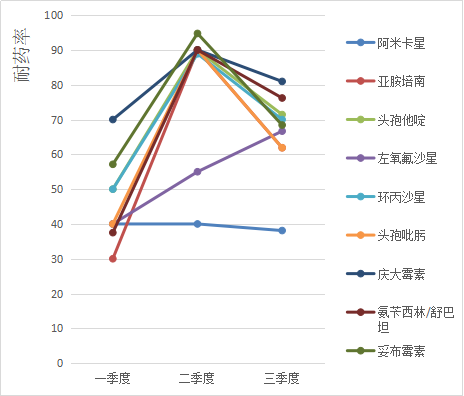 耐药率
100
90
80
70
60
50
40
30
20
10
0
一季度 二季度 三季度
阿米卡星
亚胺培南
头孢他啶
左氧氟沙星
环丙沙星
头孢吡肟
庆大霉素
氨苄西林/舒巴
坦
妥布霉素